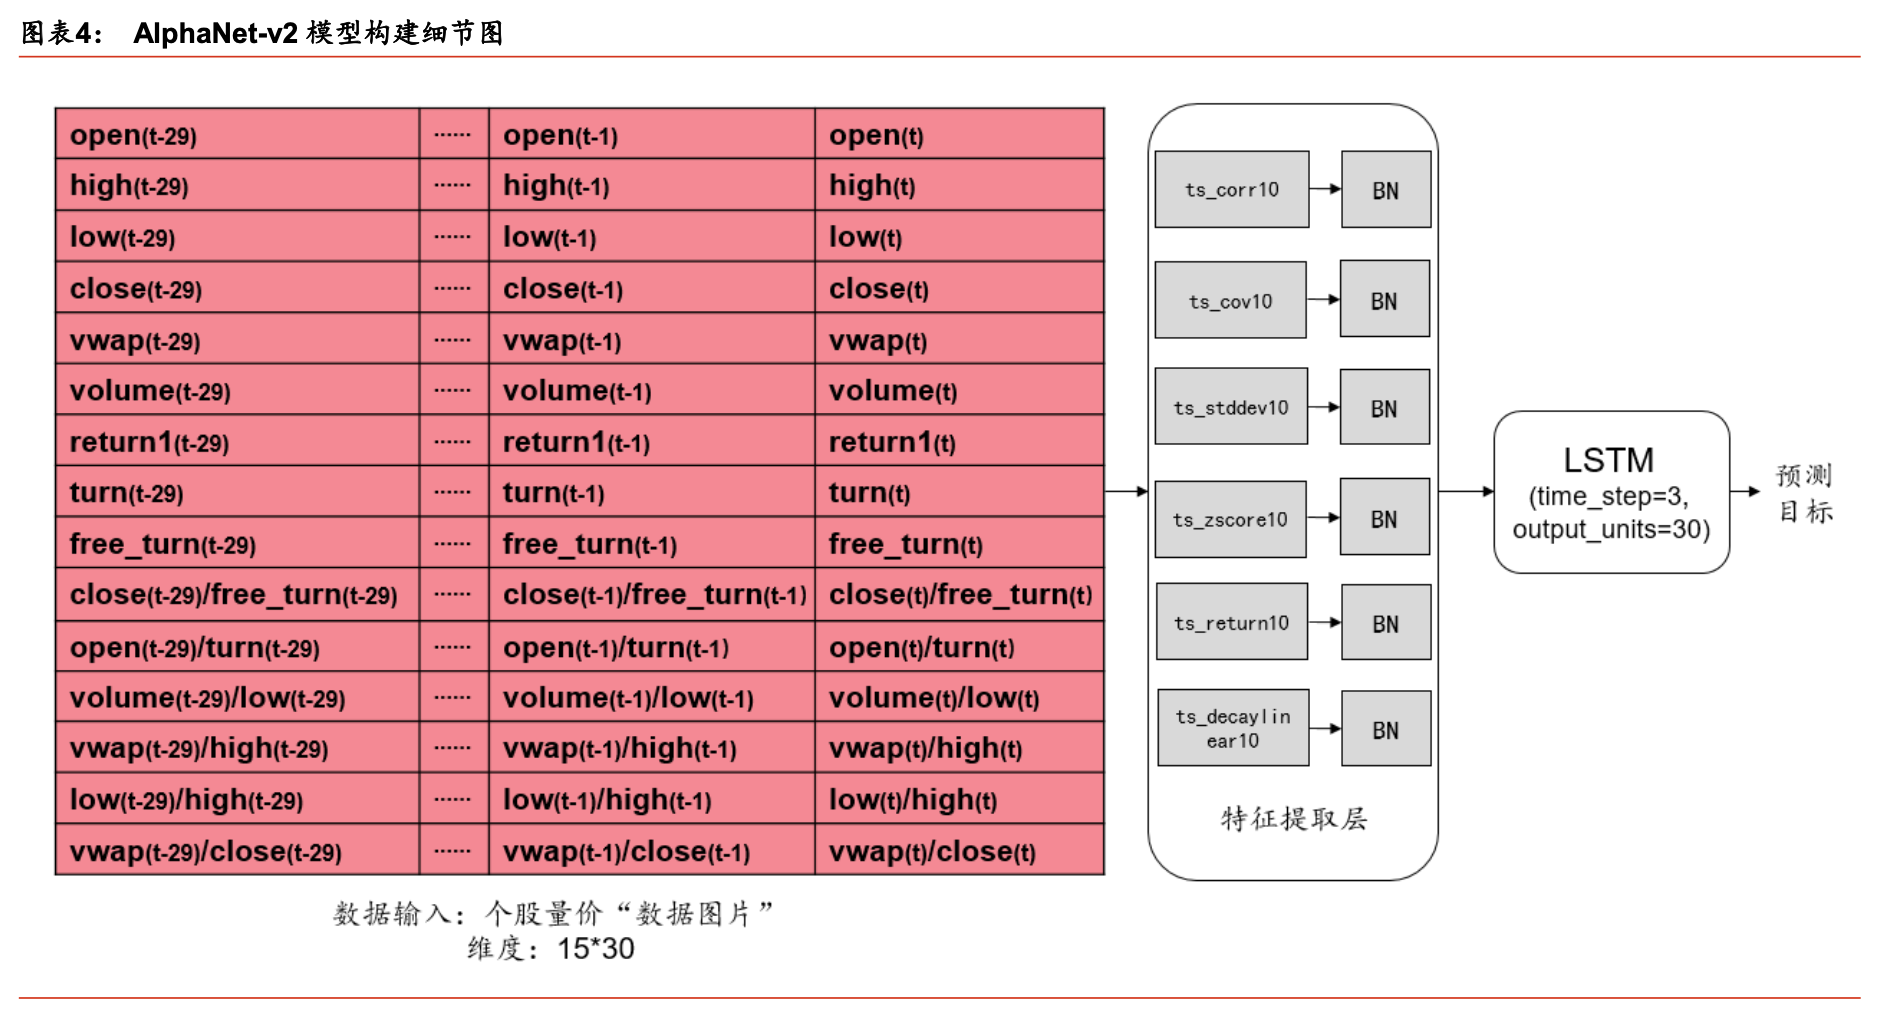 图表4： AlphaNet-v2 模型构建细节图
open(t-29) ...... open(t-1) open(t)
high(t-29) ...... high(t-1) high(t)
low(t-29) ...... low(t-1) low(t)
close(t-29) ...... close(t-1) close(t)
vwap(t-29) ...... vwap(t-1) vwap(t)
volume(t-29) ...... volume(t-1) volume(t)
return1(t-29) ...... return1(t-1) return1(t)
turn(t-29) ...... turn(t-1) turn(t)
free_turn(t-29) ...... free_turn(t-1) free_turn(t)
close(t-29)/free_turn(t-29) ...... close(t-1)/free_turn(t-1) close(t)/free_turn(t)
open(t-29)/turn(t-29) ...... open(t-1)/turn(t-1) open(t)/turn(t)
volume(t-29)/low(t-29) ...... volume(t-1)/low(t-1) volume(t)/low(t)
vwap(t-29)/high(t-29) ...... vwap(t-1)/high(t-1) vwap(t)/high(t)
low(t-29)/high(t-29) ...... low(t-1)/high(t-1) low(t)/high(t)
vwap(t-29)/close(t-29) ...... vwap(t-1)/close(t-1) vwap(t)/close(t)
数据输入：个股量价“数据图片”
维度：15*30
ts_corr10 BN
ts_cov10 BN
ts_stddev10 BN
ts_zscore10 BN
ts_return10 BN
ts_decaylin
ear10 BN
特征提取层
LSTM
(time_step=3,
output_units=30)
预测
目标